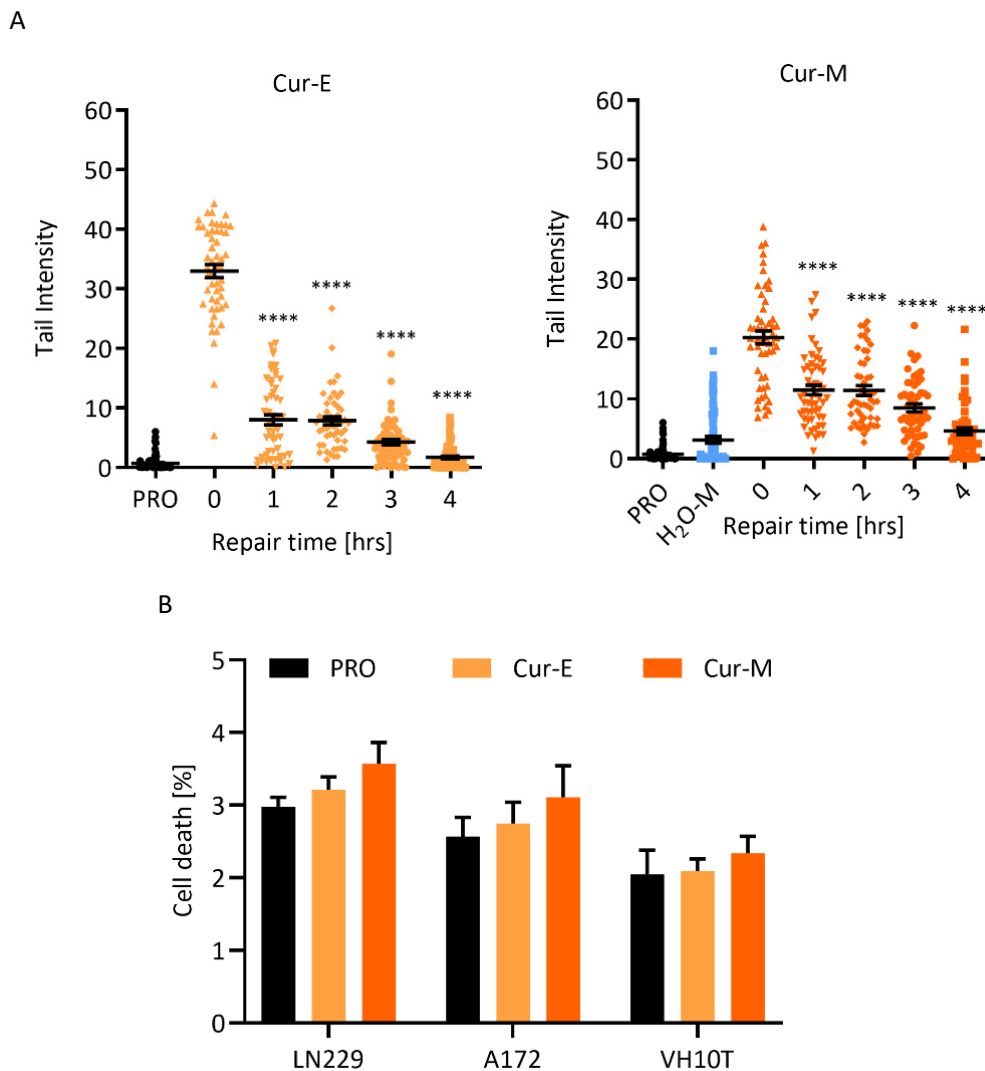 A
Cur-E
Tail Intensity
60
50
40
30
20
10
0
****
****
****
****
PRO 0 1 2 3 4
Repair time [hrs]
Cur-M
Tail Intensity
60
50
40
30
20
10
0
****
****
****
****
PRO H₂O-M 0 1 2 3 4
Repair time [hrs]
B
PRO Cur-E Cur-M
Cell death [%]
5
4
3
2
1
0
LN229 A172 VH10T